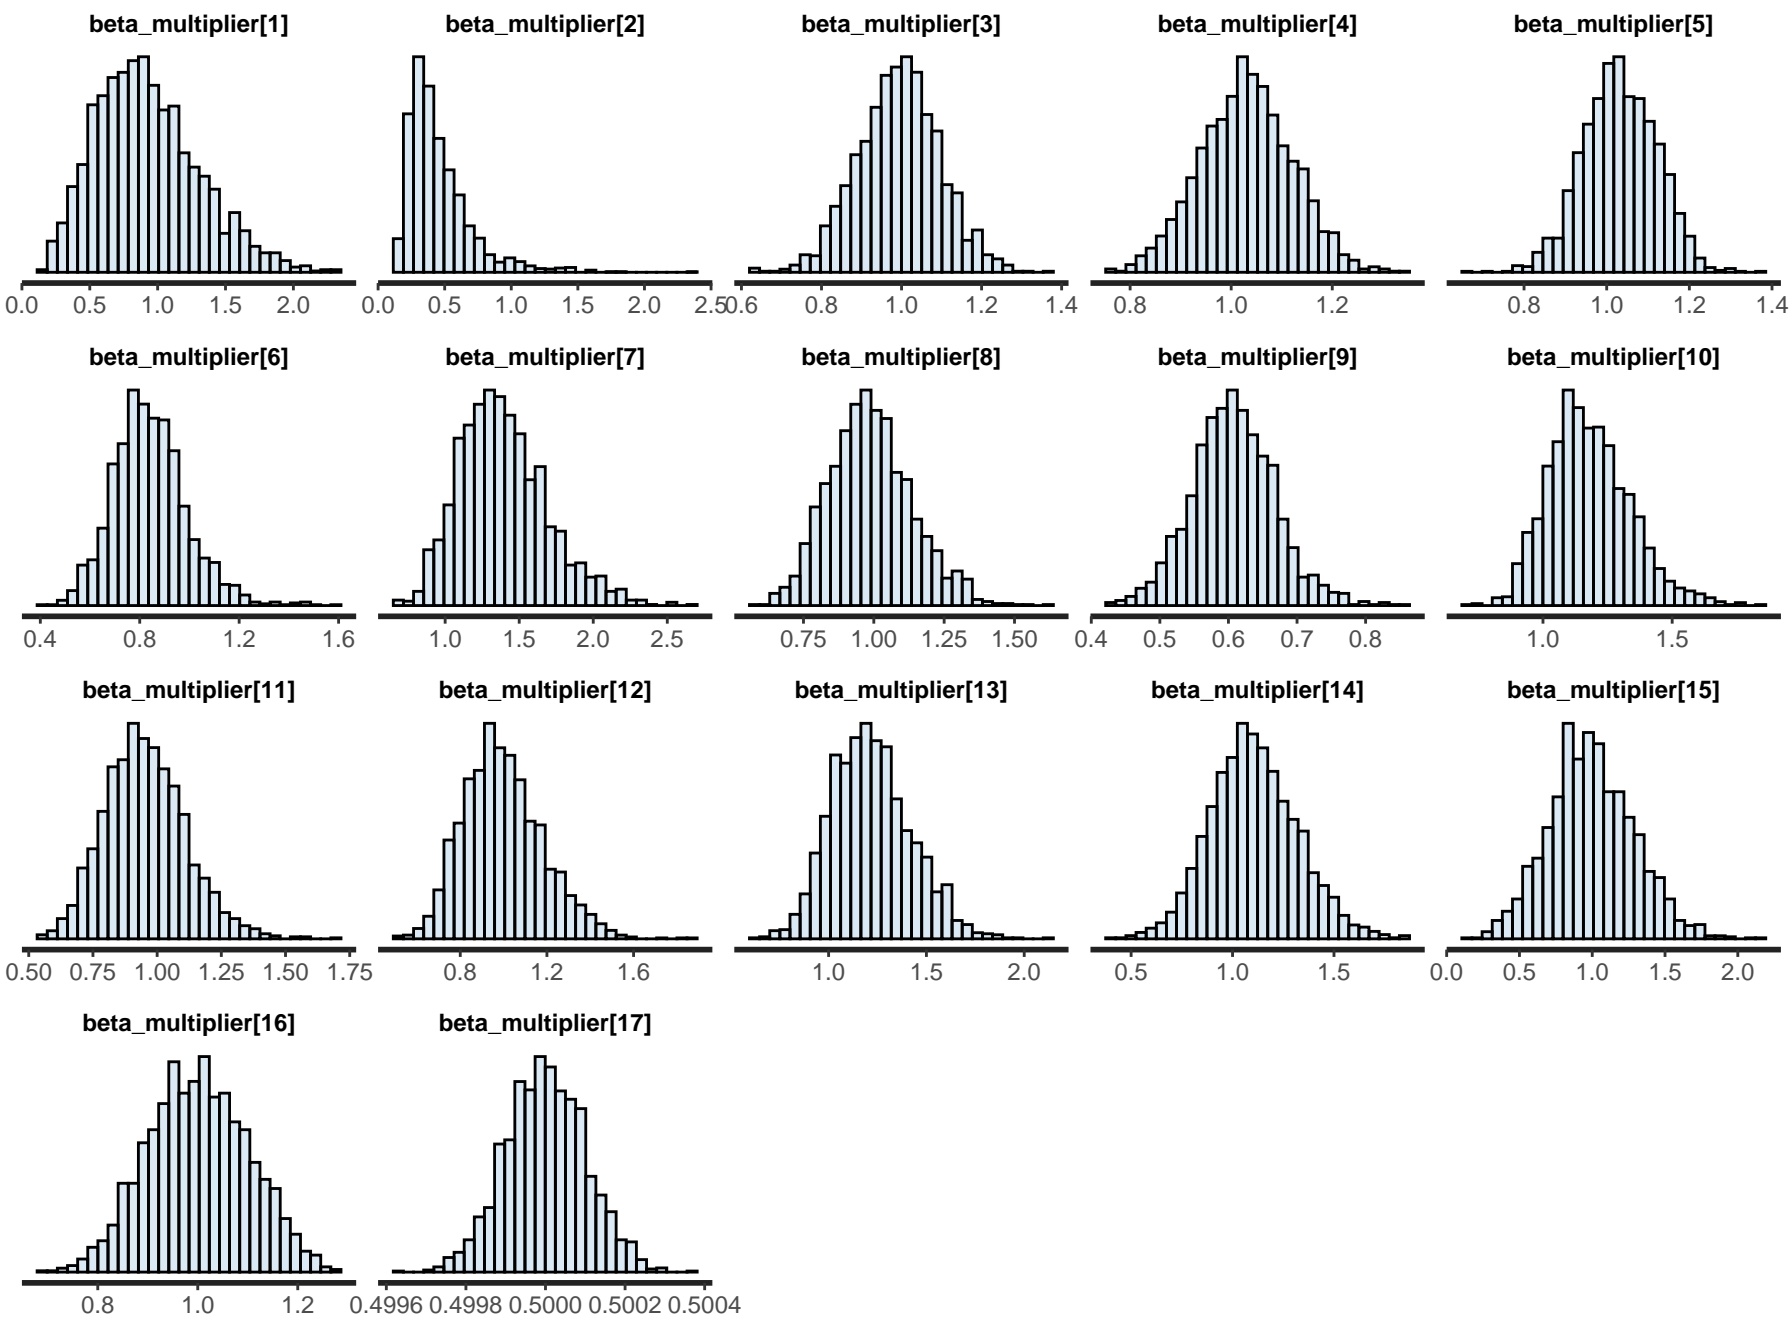 beta_multiplier[1] beta_multiplier[2] beta_multiplier[3] beta_multiplier[4] beta_multiplier[5]
0.0 0.5 1.0 1.5 2.0 0.0 0.5 1.0 1.5 2.0 2.5 0.6 0.8 1.0 1.2 1.4 0.8 1.0 1.2 0.8 1.0 1.2 1.4
beta_multiplier[6] beta_multiplier[7] beta_multiplier[8] beta_multiplier[9] beta_multiplier[10]
0.4 0.8 1.2 1.6 1.0 1.5 2.0 2.5 0.75 1.00 1.25 1.50 0.4 0.5 0.6 0.7 0.8 1.0 1.5
beta_multiplier[11] beta_multiplier[12] beta_multiplier[13] beta_multiplier[14] beta_multiplier[15]
0.50 0.75 1.00 1.25 1.50 1.75 0.8 1.2 1.6 1.0 1.5 2.0 0.5 1.0 1.5 0.0 0.5 1.0 1.5 2.0
beta_multiplier[16] beta_multiplier[17]
0.8 1.0 1.2 0.4996 0.4998 0.5000 0.5002 0.5004